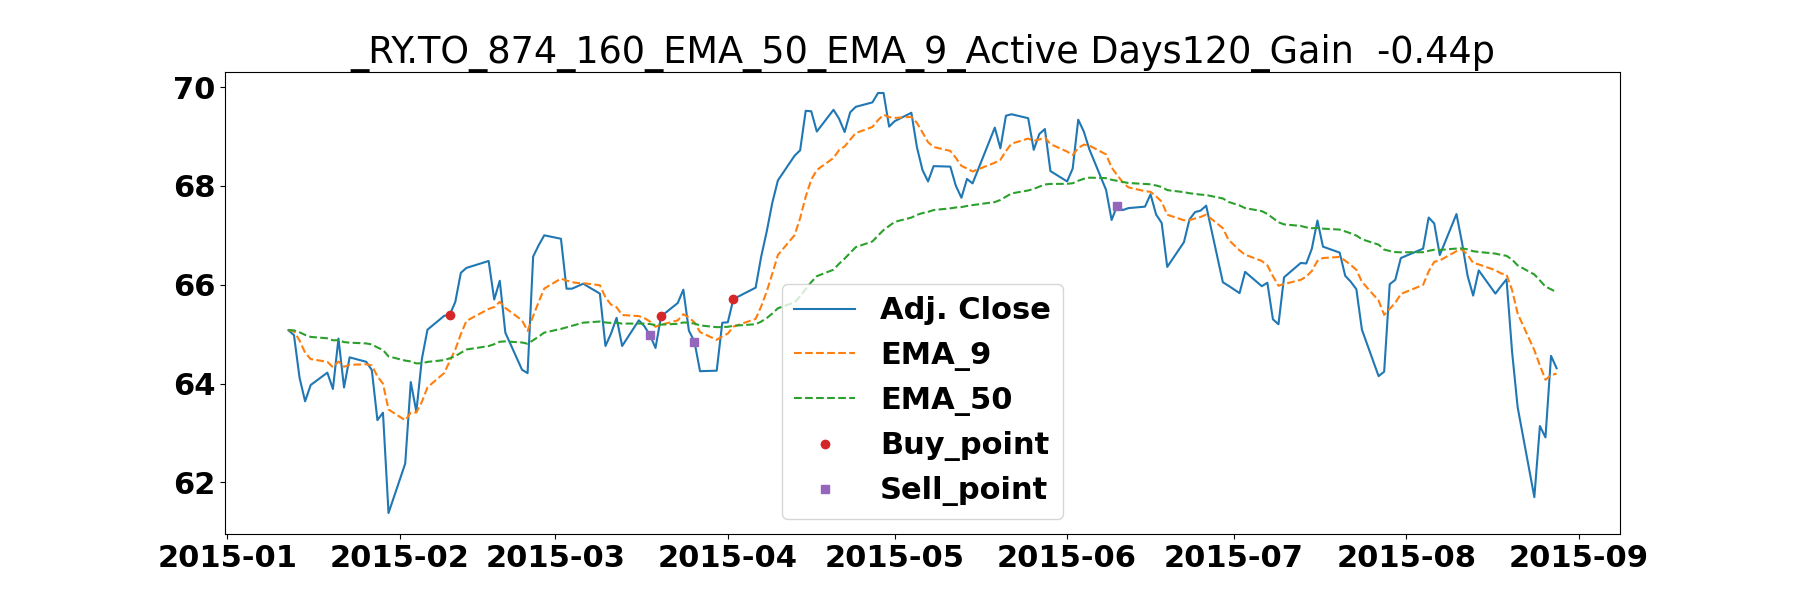 _RY.TO_874_160_EMA_50_EMA_9_Active Days120_Gain  -0.44p
70
68
66
64
62
Adj. Close
EMA_9
EMA_50
Buy_point
Sell_point
2015-01 2015-02 2015-03 2015-04 2015-05 2015-06 2015-07 2015-08 2015-09